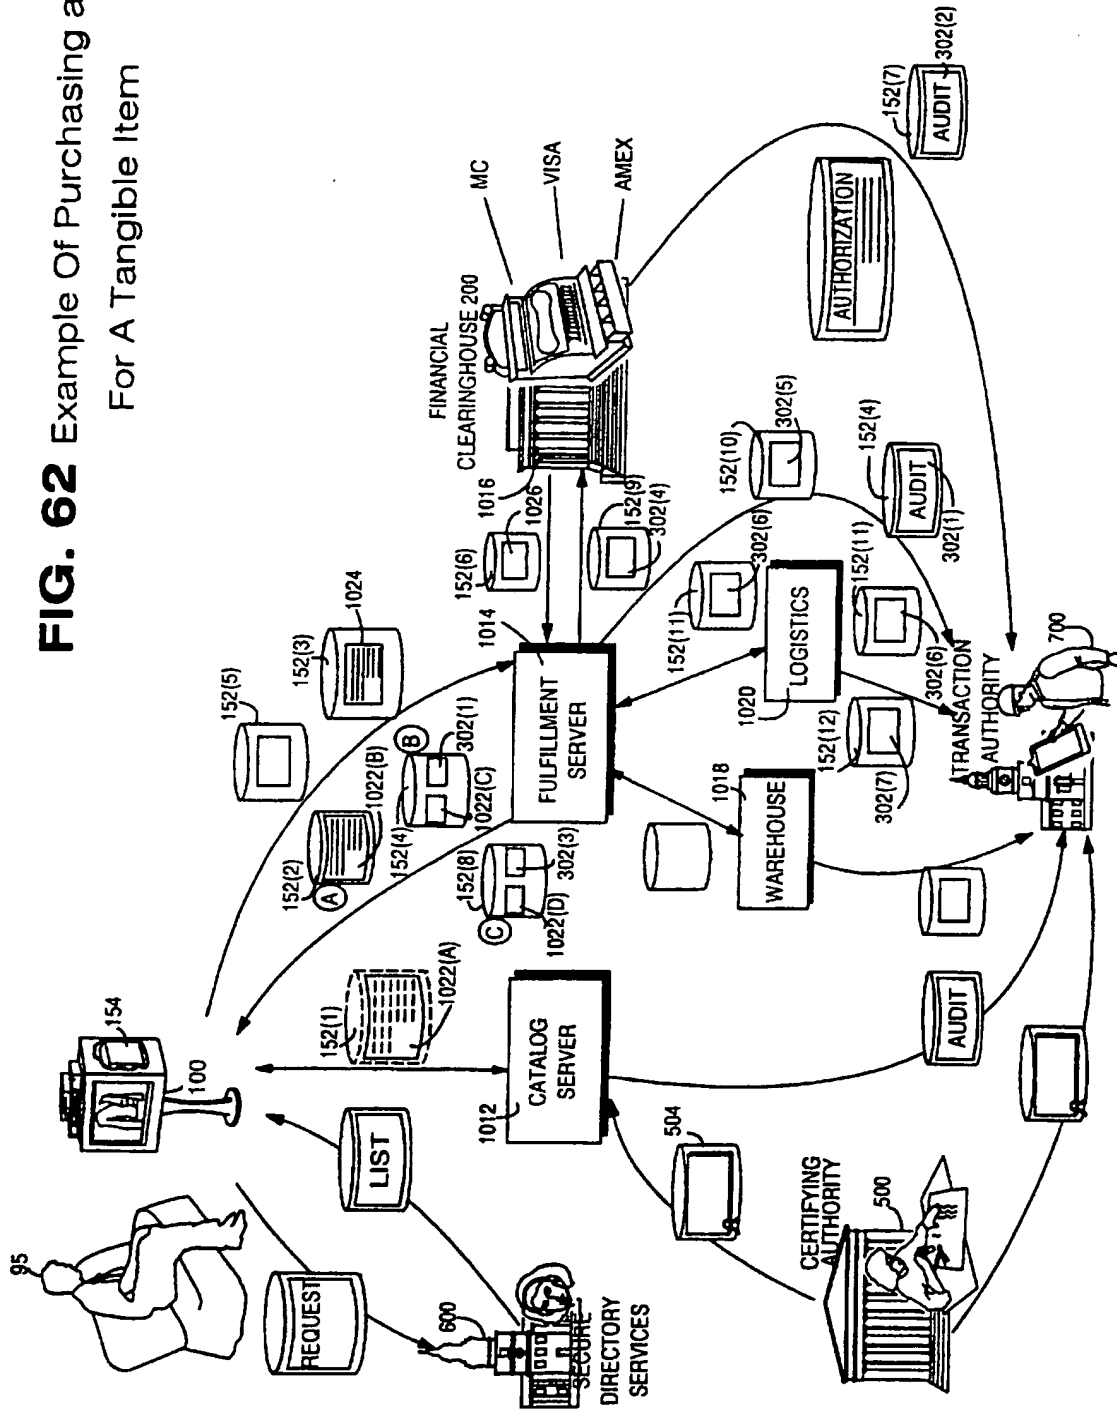 FIG. 62 Example Of Purchasing a
For A Tangible Item
95
154
100
REQUEST
LIST
600
SECURE
DIRECTORY
SERVICES
152(1)
1022(A)
1012
CATALOG
SERVER
504
CERTIFYING
AUTHORITY
500
152(5)
152(3)
1024
152(2)
A
1022(B)
152(4)
B
302(1)
1022(C)
152(8)
C
302(3)
1022(D)
1014
FULFILLMENT
SERVER
152(6)
1026
1016
FINANCIAL
CLEARINGHOUSE 200
MC
VISA
AMEX
152(9)
302(4)
152(10)
302(5)
152(11)
302(6)
LOGISTICS
1020
1018
WAREHOUSE
152(11)
302(6)
152(12)
302(7)
152(4)
AUDIT
302(1)
AUTHORIZATION
152(7)
AUDIT
302(2)
TRANSACTION
AUTHORITY
700
AUDIT